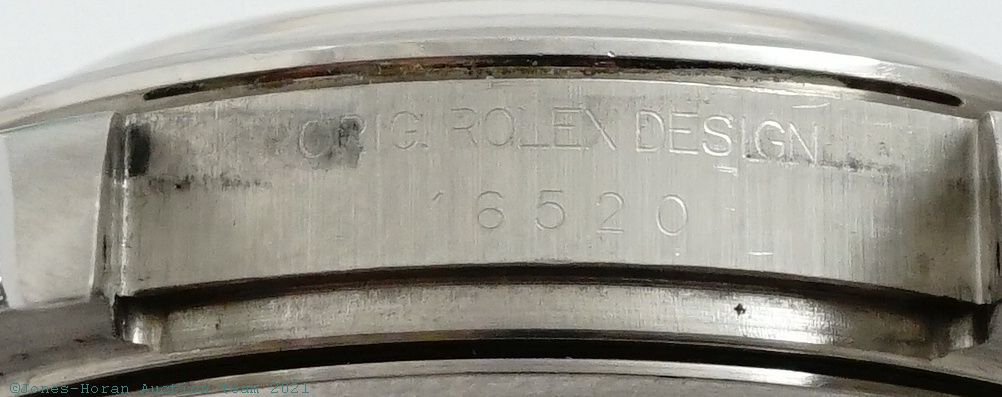 ORIG. ROLEX DESIGN
16520
©Jones-Horan Auction Team 2021